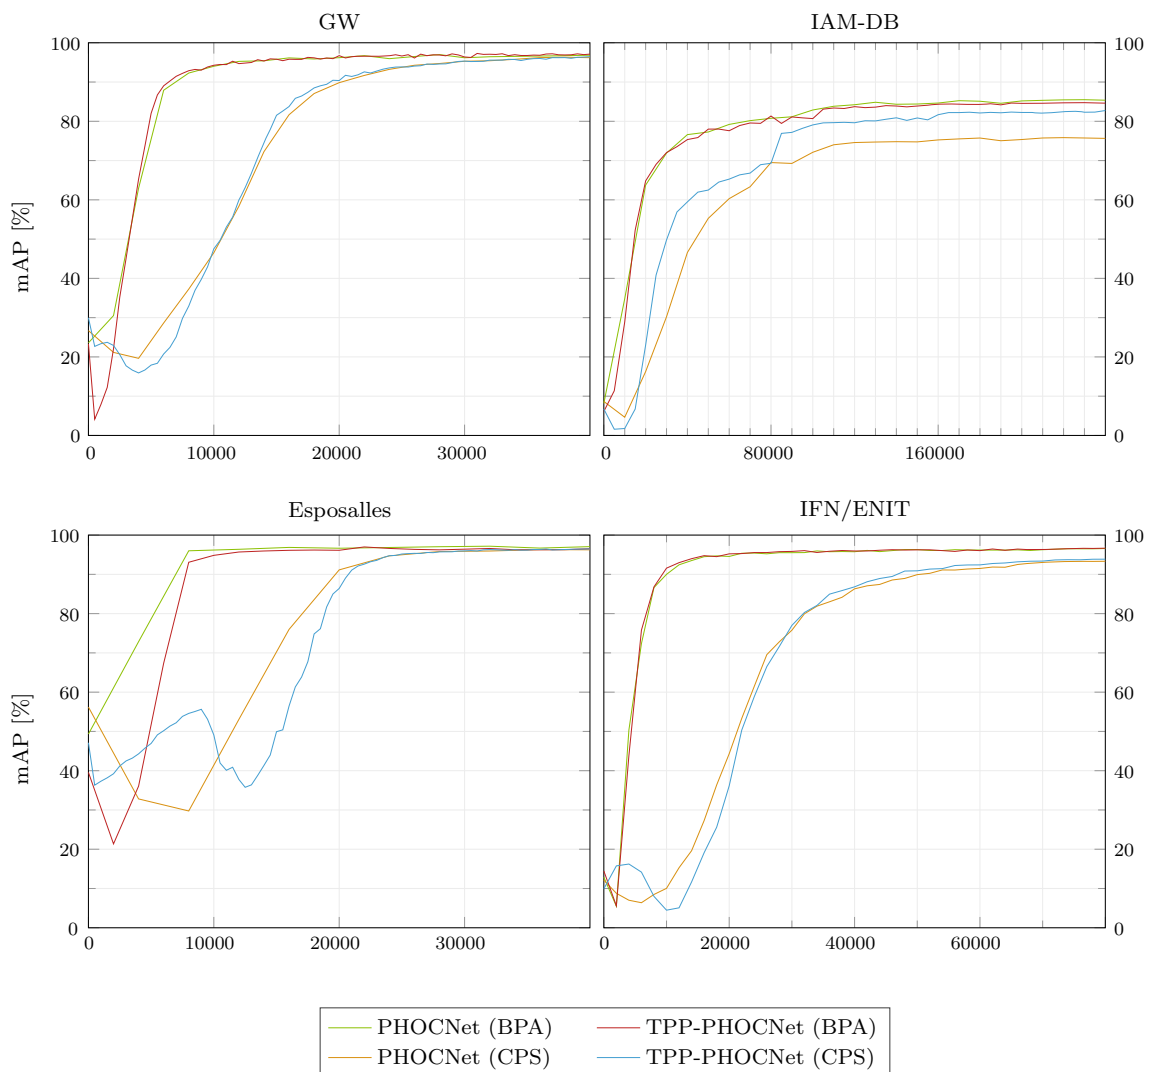 GW
IAM-DB
100
80
60
40
20
0
mAP [%]
0 10000 20000 30000
100
80
60
40
20
0
0 80000 160000
Esposalles
IFN/ENIT
100
80
60
40
20
0
mAP [%]
0 10000 20000 30000
100
80
60
40
20
0
0 20000 40000 60000
PHOCNet (BPA) TPP-PHOCNet (BPA)
PHOCNet (CPS) TPP-PHOCNet (CPS)